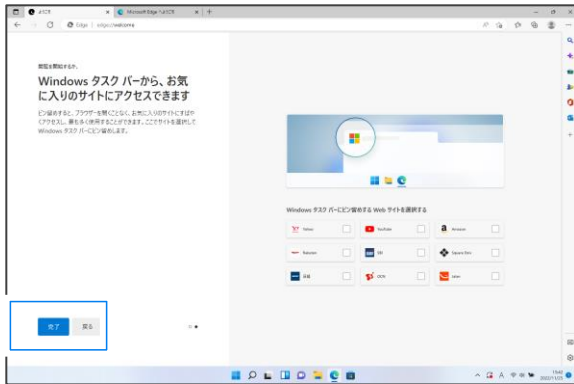 ようこそ
Microsoft Edge へようこそ
Edge | edge://welcome
閲覧を開始するか、
Windows タスク バーから、お気
に入りのサイトにアクセスできます
ピン留めすると、ブラウザーを開くことなく、お気に入りのサイトにすばや
くアクセスし、最も多く使用することができます。ここでサイトを選択して
Windows タスク バーにピン留めします。
Windows タスク バーにピン留めする Web サイトを選択する
Yahoo
YouTube
Amazon
Rakuten
SBI
Square Enix
OCN
完了
戻る
A
2022/11/25